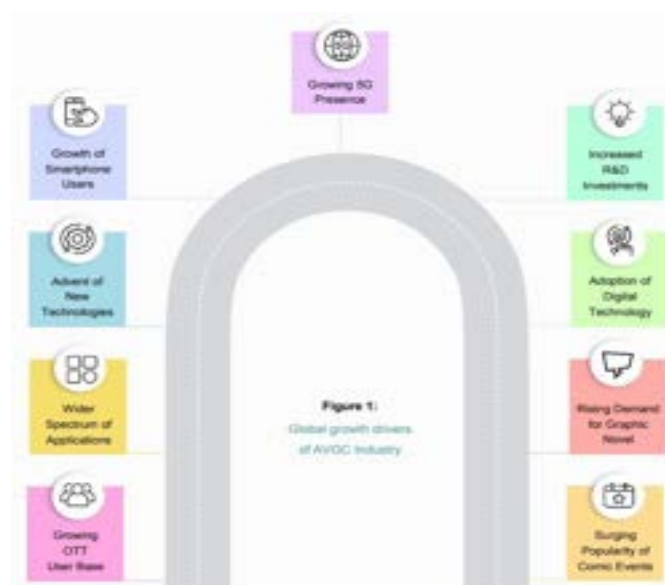 Growing 5G
Presence
Growth of
Smartphone
Users
Increased
R&D
Investments
Advent of
New
Technologies
Adoption of
Digital
Technology
Wider
Spectrum of
Applications
Figure 1:
Global growth drivers
of AVGC Industry
Rising Demand
for Graphic
Novel
Growing
OTT
User Base
Surging
Popularity of
Comic Events